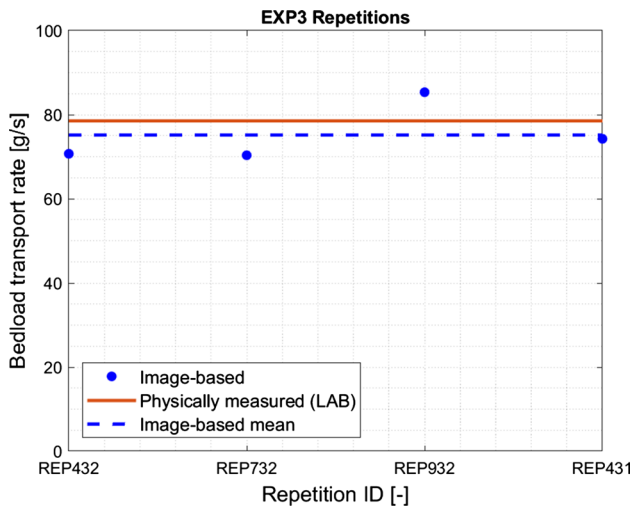 EXP3 Repetitions
100
80
60
40
20
0
Bedload transport rate [g/s]
Image-based
Physically measured (LAB)
Image-based mean
REP432 REP732 REP932 REP431
Repetition ID [-]